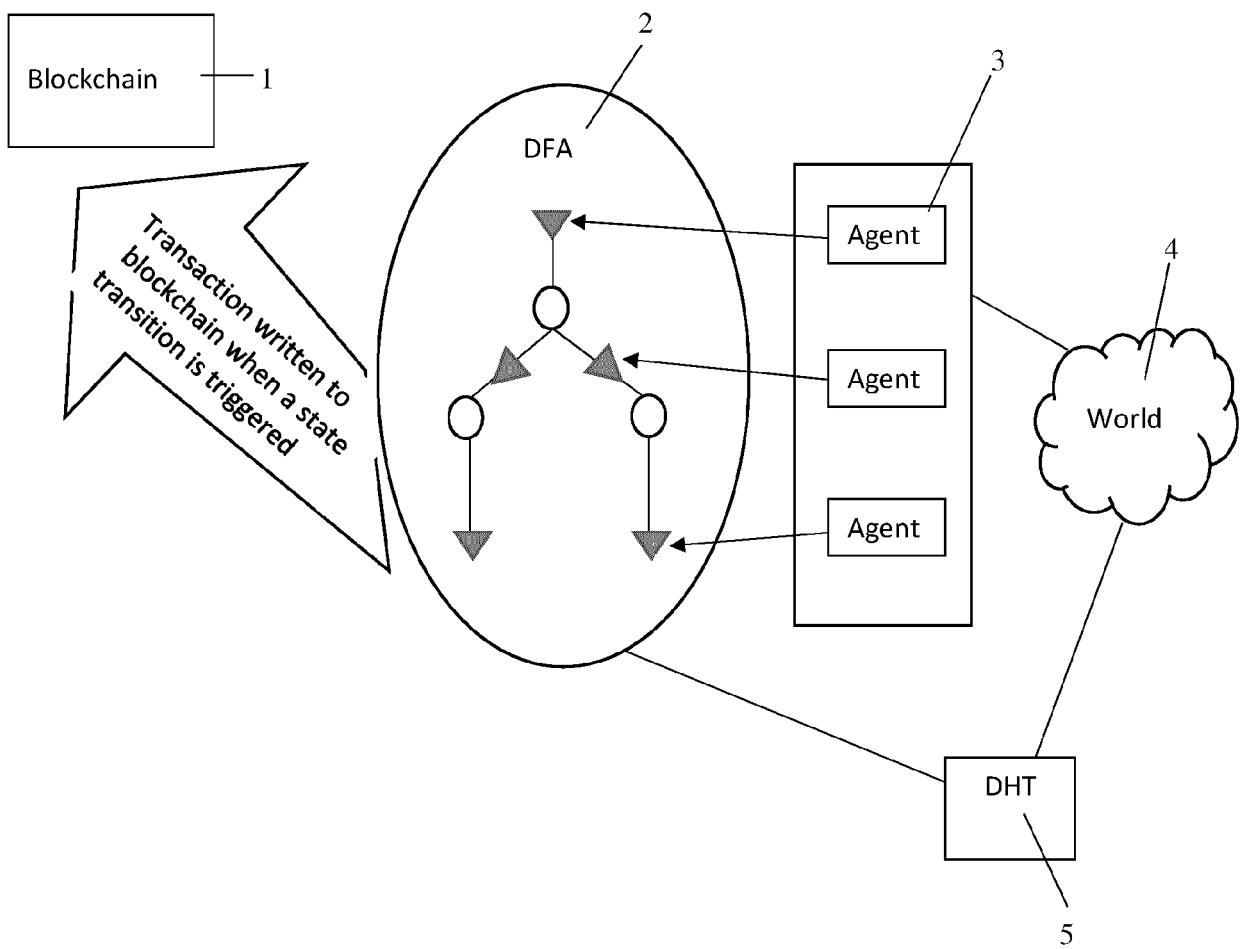 Blockchain
1
2
3
4
DFA
Agent
Agent
Agent
World
Transaction written to
blockchain when a state
transition is triggered
DHT
5